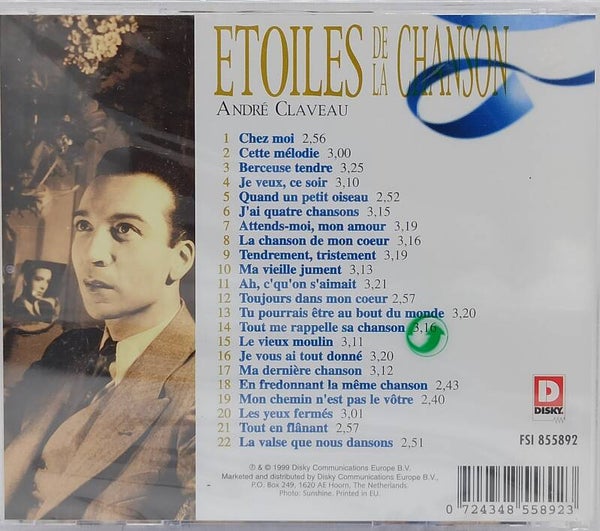 ETOILES DE LA CHANSON
ANDRÉ CLAVEAU
1 Chez moi 2,56
2 Cette mélodie 3,00
3 Berceuse tendre 3,25
4 Je veux, ce soir 3,10
5 Quand un petit oiseau 2,52
6 J'ai quatre chansons 3,15
7 Attends-moi, mon amour 3,19
8 La chanson de mon coeur 3,16
9 Tendrement, tristement 3,19
10 Ma vieille jument 3,13
11 Ah, c'qu'on s'aimait 3,21
12 Toujours dans mon coeur 2,57
13 Tu pourrais être au bout du monde 3,20
14 Tout me rappelle sa chanson 3,16
15 Le vieux moulin 3,11
16 Je vous ai tout donné 3,20
17 Ma dernière chanson 3,12
18 En fredonnant la même chanson 2,43
19 Mon chemin n'est pas le vôtre 2,40
20 Les yeux fermés 3,01
21 Tout en flânant 2,57
22 La valse que nous dansons 2,51
D
DISKY
FSI 855892
℗ & © 1999 Disky Communications Europe B.V.
Marketed and distributed by Disky Communications Europe B.V.
P.O. Box 249, 1620 AE Hoorn, The Netherlands.
Photo: Sunshine. Printed in EU.
0 724348 558923